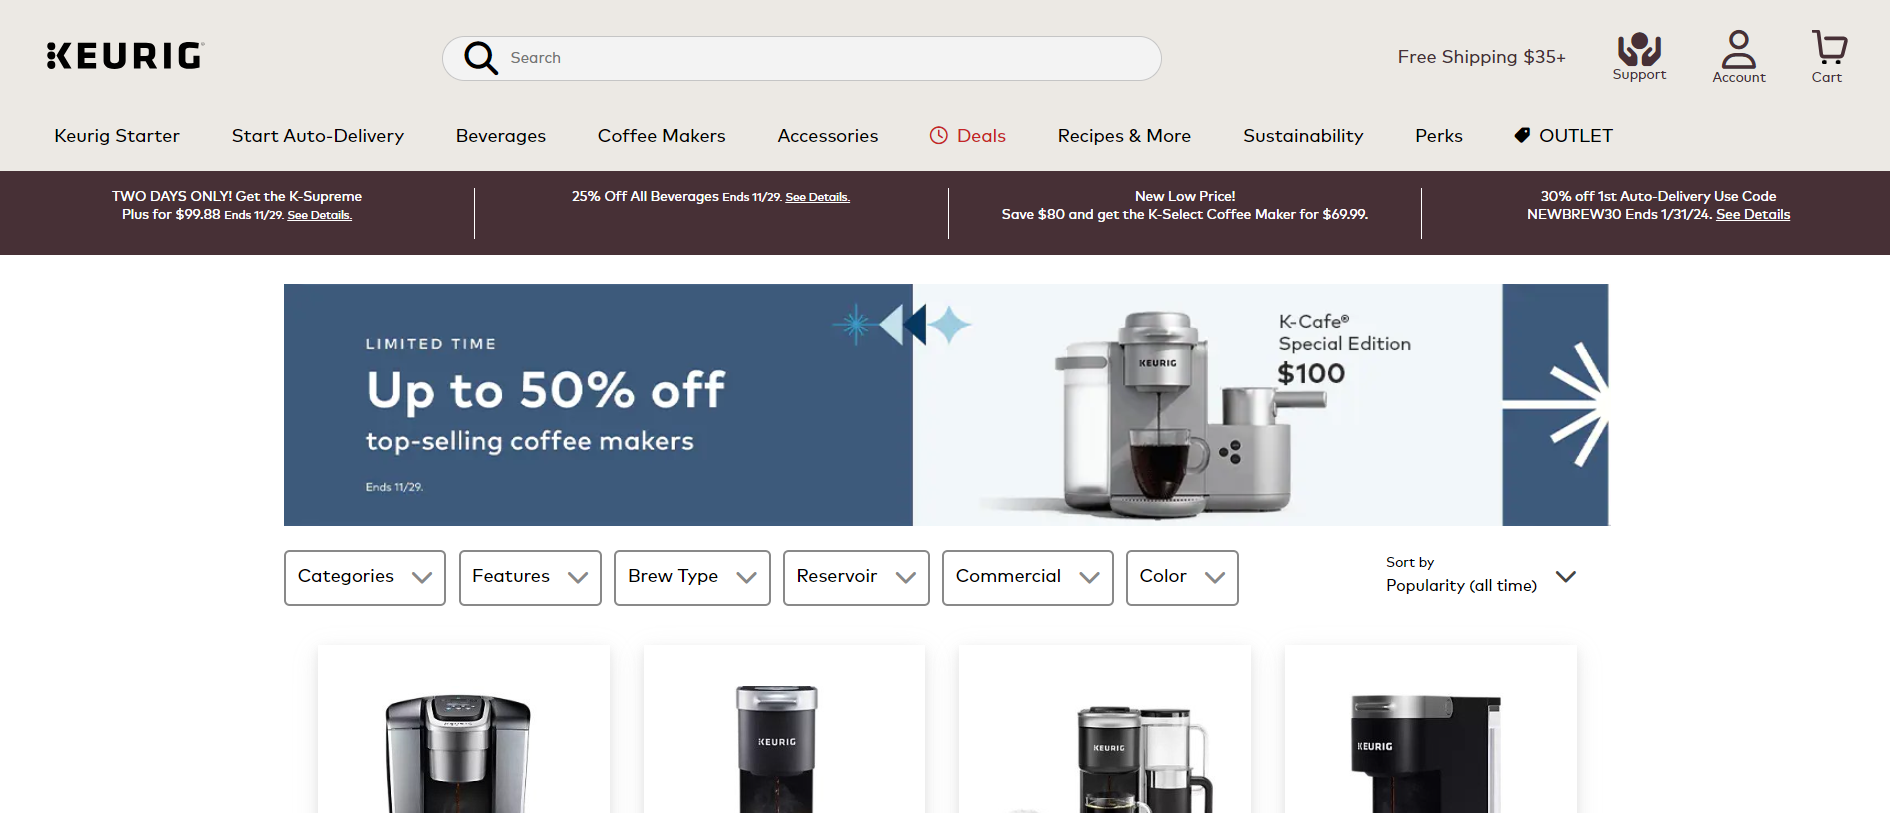 KEURIG
Search
Free Shipping $35+
Support
Account
Cart
Keurig Starter
Start Auto-Delivery
Beverages
Coffee Makers
Accessories
Deals
Recipes & More
Sustainability
Perks
OUTLET
TWO DAYS ONLY! Get the K-Supreme
Plus for $99.88 Ends 11/29. See Details.
25% Off All Beverages Ends 11/29. See Details.
New Low Price!
Save $80 and get the K-Select Coffee Maker for $69.99.
30% off 1st Auto-Delivery Use Code
NEWBREW30 Ends 1/31/24. See Details
LIMITED TIME
Up to 50% off
top-selling coffee makers
Ends 11/29.
KEURIG
K-Cafe®
Special Edition
$100
Categories
Features
Brew Type
Reservoir
Commercial
Color
Sort by
Popularity (all time)
KEURIG
KEURIG
KEURIG
KEURIG